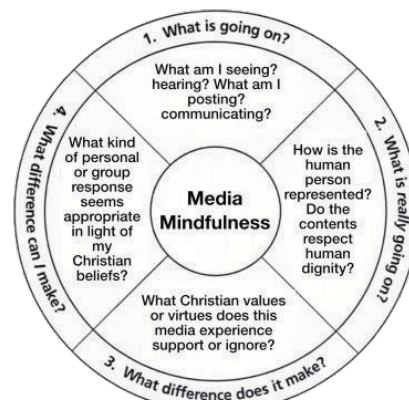 1. What is going on?
What am I seeing?
hearing? What am I
posting?
communicating?
2. What is really going on?
How is the
human
person
represented?
Do the
contents
respect
human
dignity?
3. What difference does it make?
What Christian values
or virtues does this
media experience
support or ignore?
4. What difference can I make?
What kind
of personal
or group
response
seems
appropriate
in light of
my
Christian
beliefs?
Media
Mindfulness